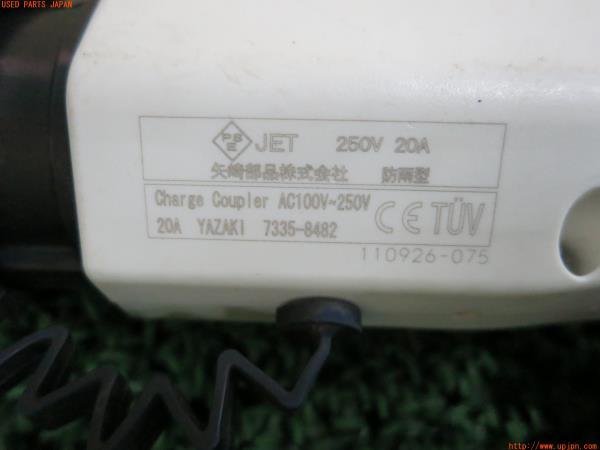 USED PARTS JAPAN
PSE JET 250V 20A
矢崎部品株式会社 防雨型
Charge Coupler AC100V~250V
20A YAZAKI 7335-8482
CE TÜV
110926-075
http://www.upjpn.com/